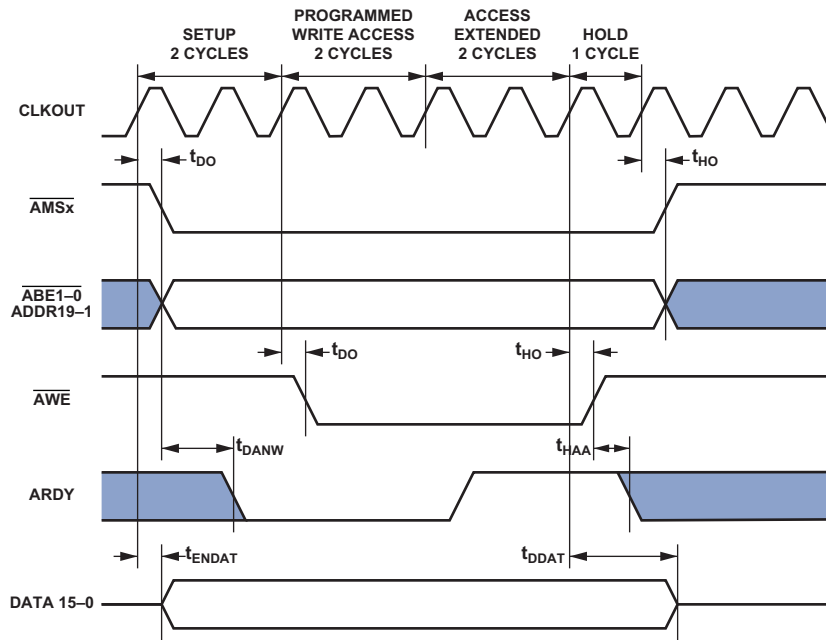 SETUP
2 CYCLES
PROGRAMMED
WRITE ACCESS
2 CYCLES
ACCESS
EXTENDED
2 CYCLES
HOLD
1 CYCLE
CLKOUT
tDO
tHO
AMSx
ABE1–0
ADDR19–1
tDO
tHO
AWE
tDANW
tHAA
ARDY
tENDAT
tDDAT
DATA 15–0